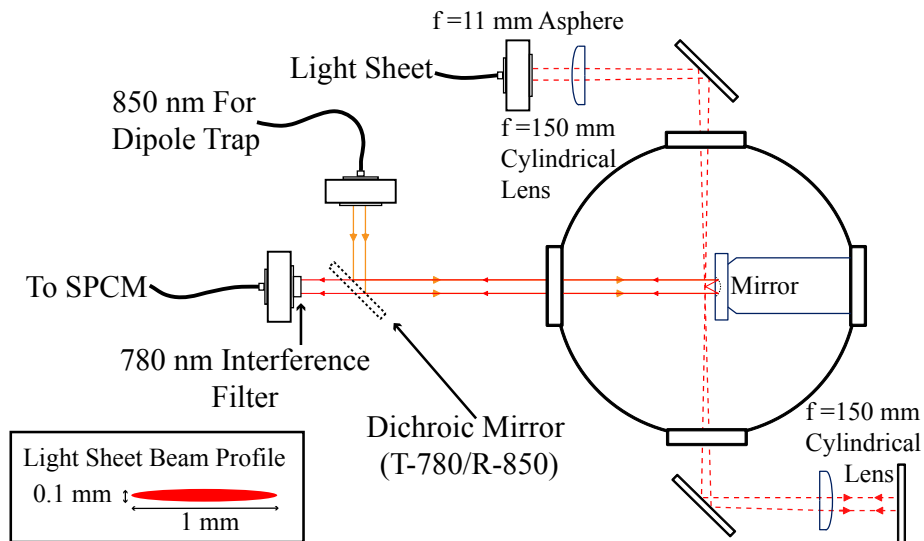 f =11 mm Asphere
Light Sheet
850 nm For
Dipole Trap
f =150 mm
Cylindrical
Lens
To SPCM
Mirror
780 nm Interference
Filter
Dichroic Mirror
(T-780/R-850)
f =150 mm
Cylindrical
Lens
Light Sheet Beam Profile
0.1 mm
1 mm